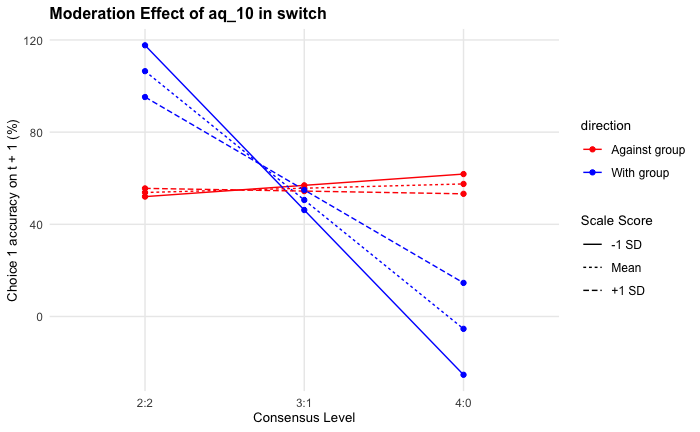 Moderation Effect of aq_10 in switch
Choice 1 accuracy on t + 1 (%)
120
80
40
0
2:2
3:1
4:0
Consensus Level
direction
Against group
With group
Scale Score
-1 SD
Mean
+1 SD